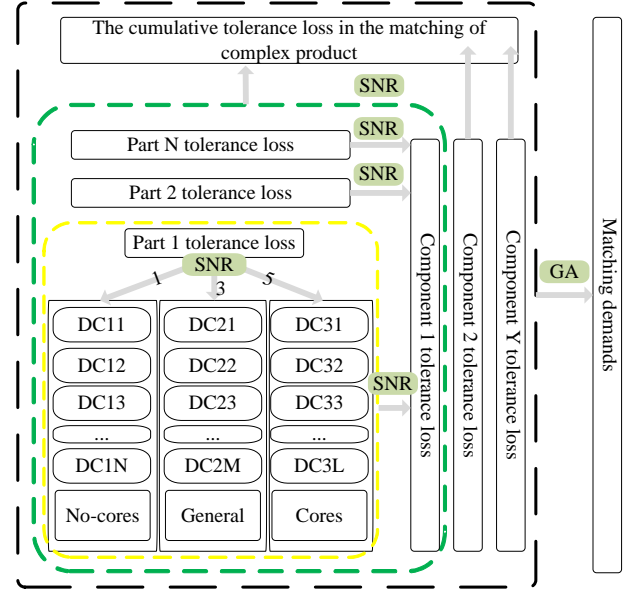 The cumulative tolerance loss in the matching of
complex product
SNR
SNR
Part N tolerance loss
SNR
Part 2 tolerance loss
Part 1 tolerance loss
SNR
1
3
5
DC11
DC21
DC31
DC12
DC22
DC32
DC13
DC23
DC33
...
...
...
DC1N
DC2M
DC3L
No-cores
General
Cores
SNR
Component 1 tolerance loss
Component 2 tolerance loss
Component Y tolerance loss
GA
Matching demands